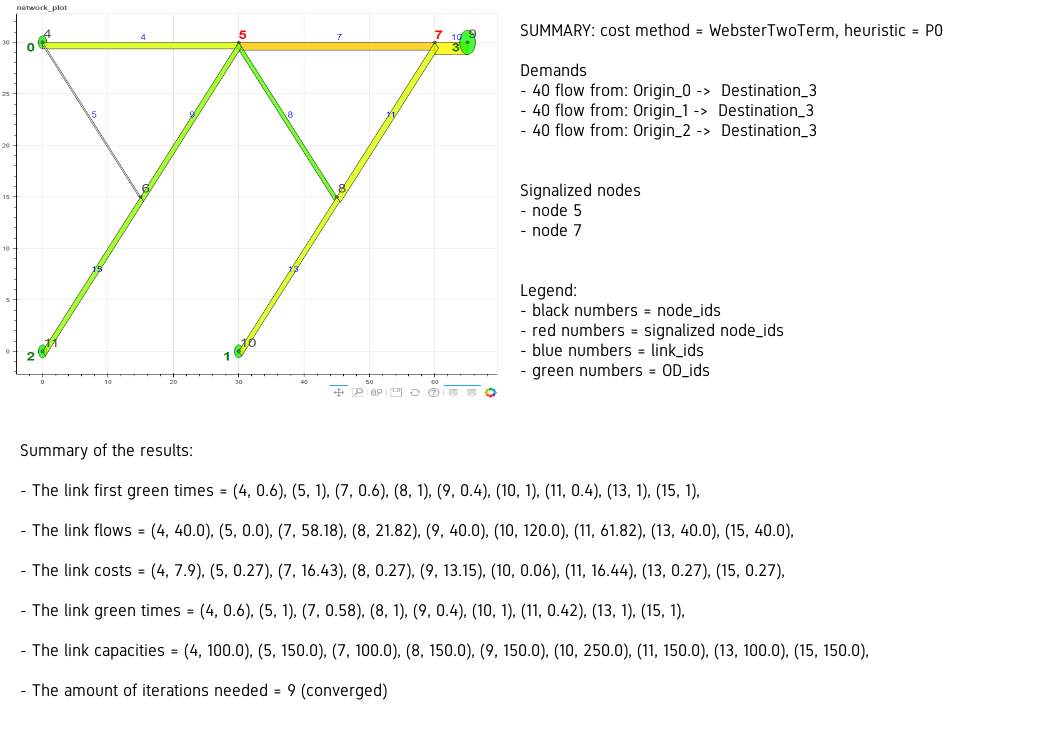 network_plot
SUMMARY: cost method = WebsterTwoTerm, heuristic = P0
Demands
- 40 flow from: Origin_0 -> Destination_3
- 40 flow from: Origin_1 -> Destination_3
- 40 flow from: Origin_2 -> Destination_3
Signalized nodes
- node 5
- node 7
Legend:
- black numbers = node_ids
- red numbers = signalized node_ids
- blue numbers = link_ids
- green numbers = OD_ids
4 5 7 9
0 4 7 10 3
30
25
5 9 8 11
20
6 8
15
10
15 13
5
11 10
0
2 1
0 10 20 30 40 50 60
Summary of the results:
- The link first green times = (4, 0.6), (5, 1), (7, 0.6), (8, 1), (9, 0.4), (10, 1), (11, 0.4), (13, 1), (15, 1),
- The link flows = (4, 40.0), (5, 0.0), (7, 58.18), (8, 21.82), (9, 40.0), (10, 120.0), (11, 61.82), (13, 40.0), (15, 40.0),
- The link costs = (4, 7.9), (5, 0.27), (7, 16.43), (8, 0.27), (9, 13.15), (10, 0.06), (11, 16.44), (13, 0.27), (15, 0.27),
- The link green times = (4, 0.6), (5, 1), (7, 0.58), (8, 1), (9, 0.4), (10, 1), (11, 0.42), (13, 1), (15, 1),
- The link capacities = (4, 100.0), (5, 150.0), (7, 100.0), (8, 150.0), (9, 150.0), (10, 250.0), (11, 150.0), (13, 100.0), (15, 150.0),
- The amount of iterations needed = 9 (converged)